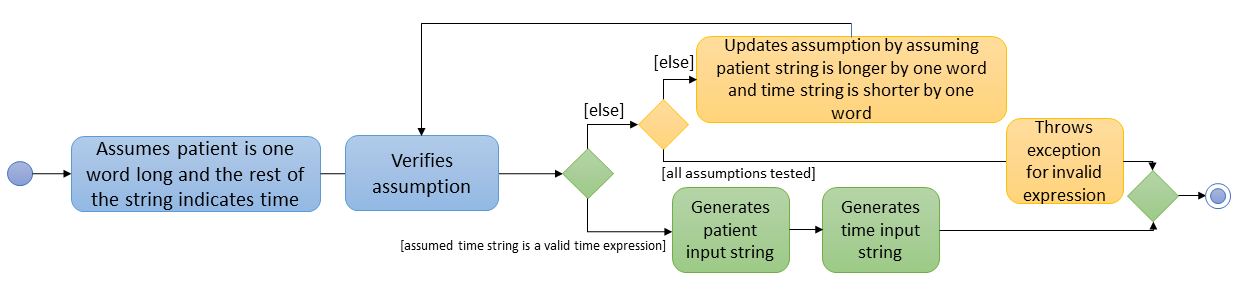 Assumes patient is one
word long and the rest of
the string indicates time
Verifies
assumption
[else]
[else]
Updates assumption by assuming
patient string is longer by one word
and time string is shorter by one
word
[all assumptions tested]
Throws
exception
for invalid
expression
[assumed time string is a valid time expression]
Generates
patient
input string
Generates
time input
string